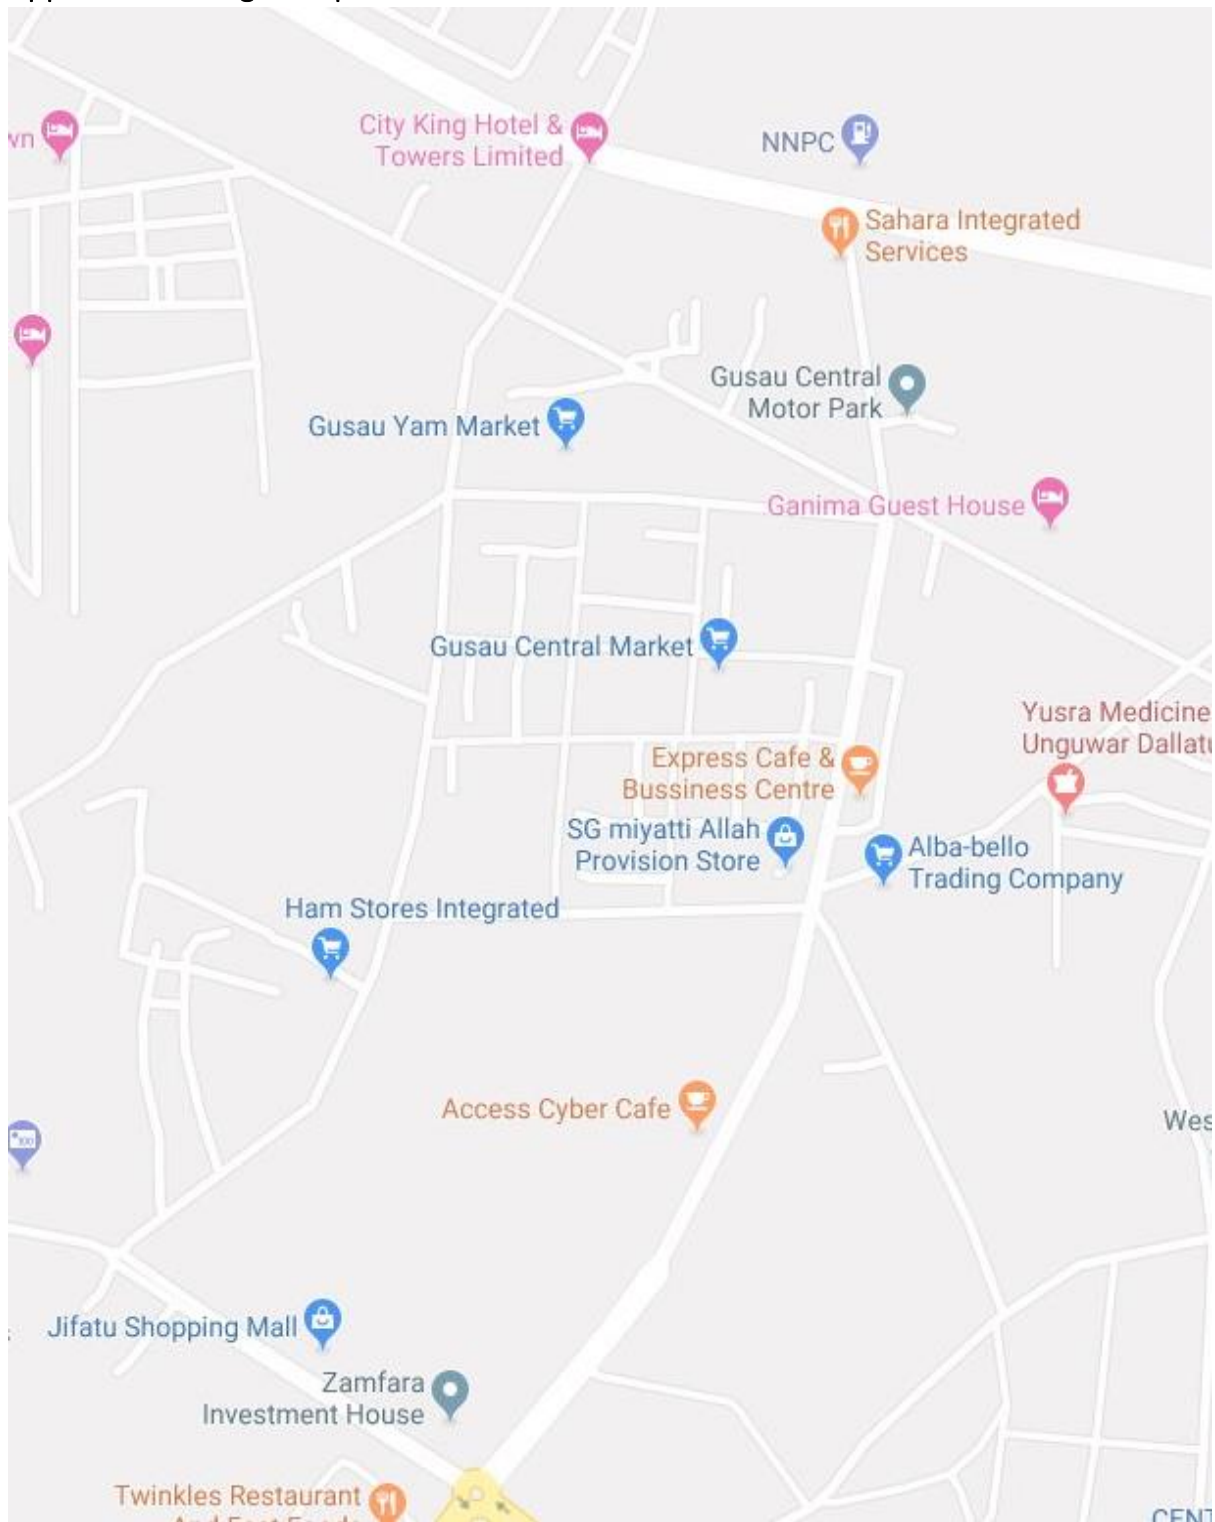 City King Hotel &
Towers Limited
NNPC
Sahara Integrated
Services
Gusau Central
Motor Park
Gusau Yam Market
Ganima Guest House
Gusau Central Market
Yusra Medicine
Unguwar
Express Cafe &
Bussiness Centre
SG miyatti Allah
Provision Store
Alba-bello
Trading Company
Ham Stores Integrated
Access Cyber Cafe
Jifatu Shopping Mall
Zamfara
Investment House
Twinkles Restaurant